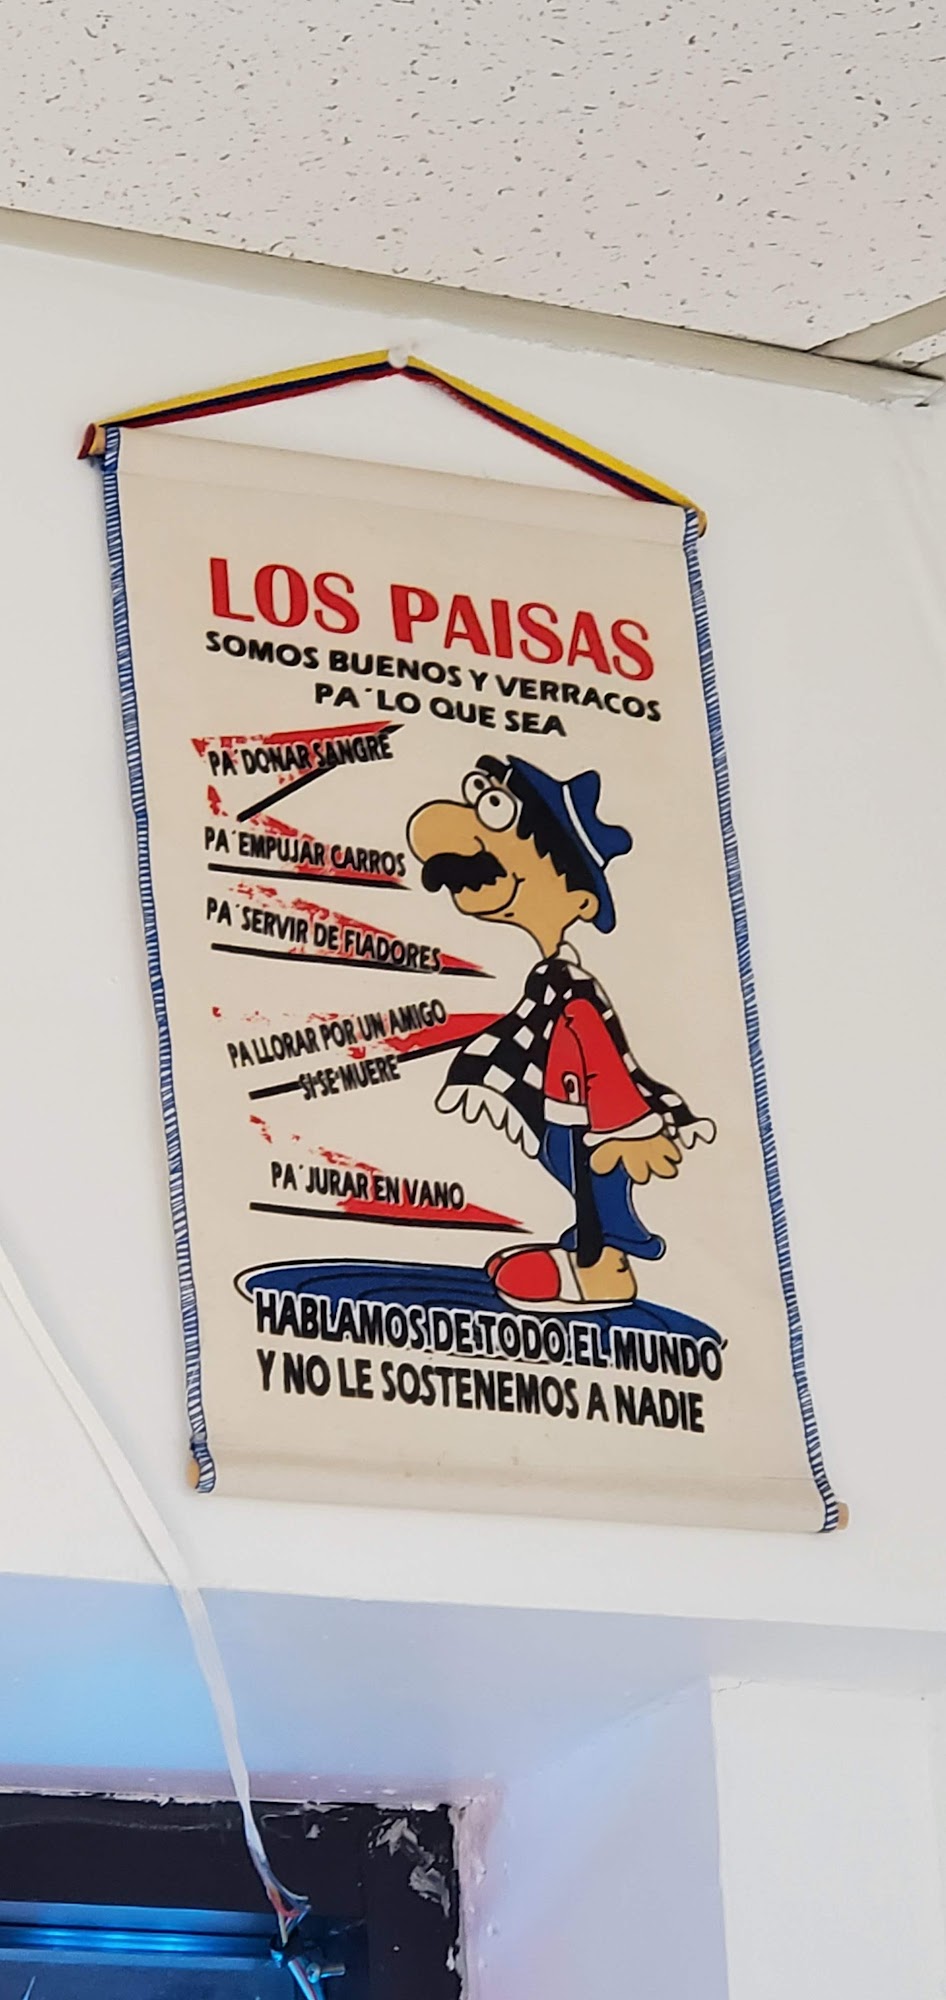 LOS PAISAS
SOMOS BUENOS Y VERRACOS
PA´LO QUE SEA
PA´DONAR SANGRE
PA´EMPUJAR CARROS
PA´SERVIR DE FIADORES
PA LLORAR POR UN AMIGO
SI SE MUERE
PA´JURAR EN VANO
HABLAMOS DE TODO EL MUNDO
Y NO LE SOSTENEMOS A NADIE